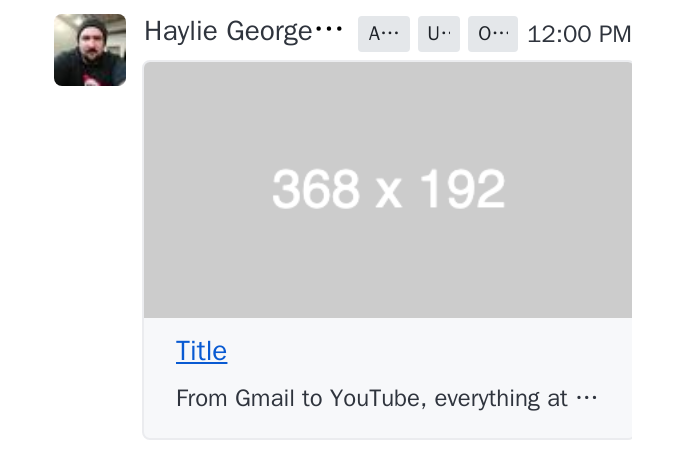 Haylie George··· A··· U·· O··· 12:00 PM
368 x 192
Title
From Gmail to YouTube, everything at ···